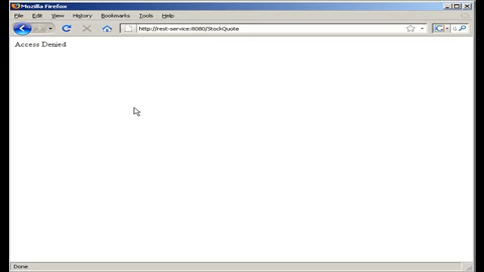 Mozilla Firefox
File Edit View History Bookmarks Tools Help
http://rest-service:8080/StockQuote
Access Denied
Done